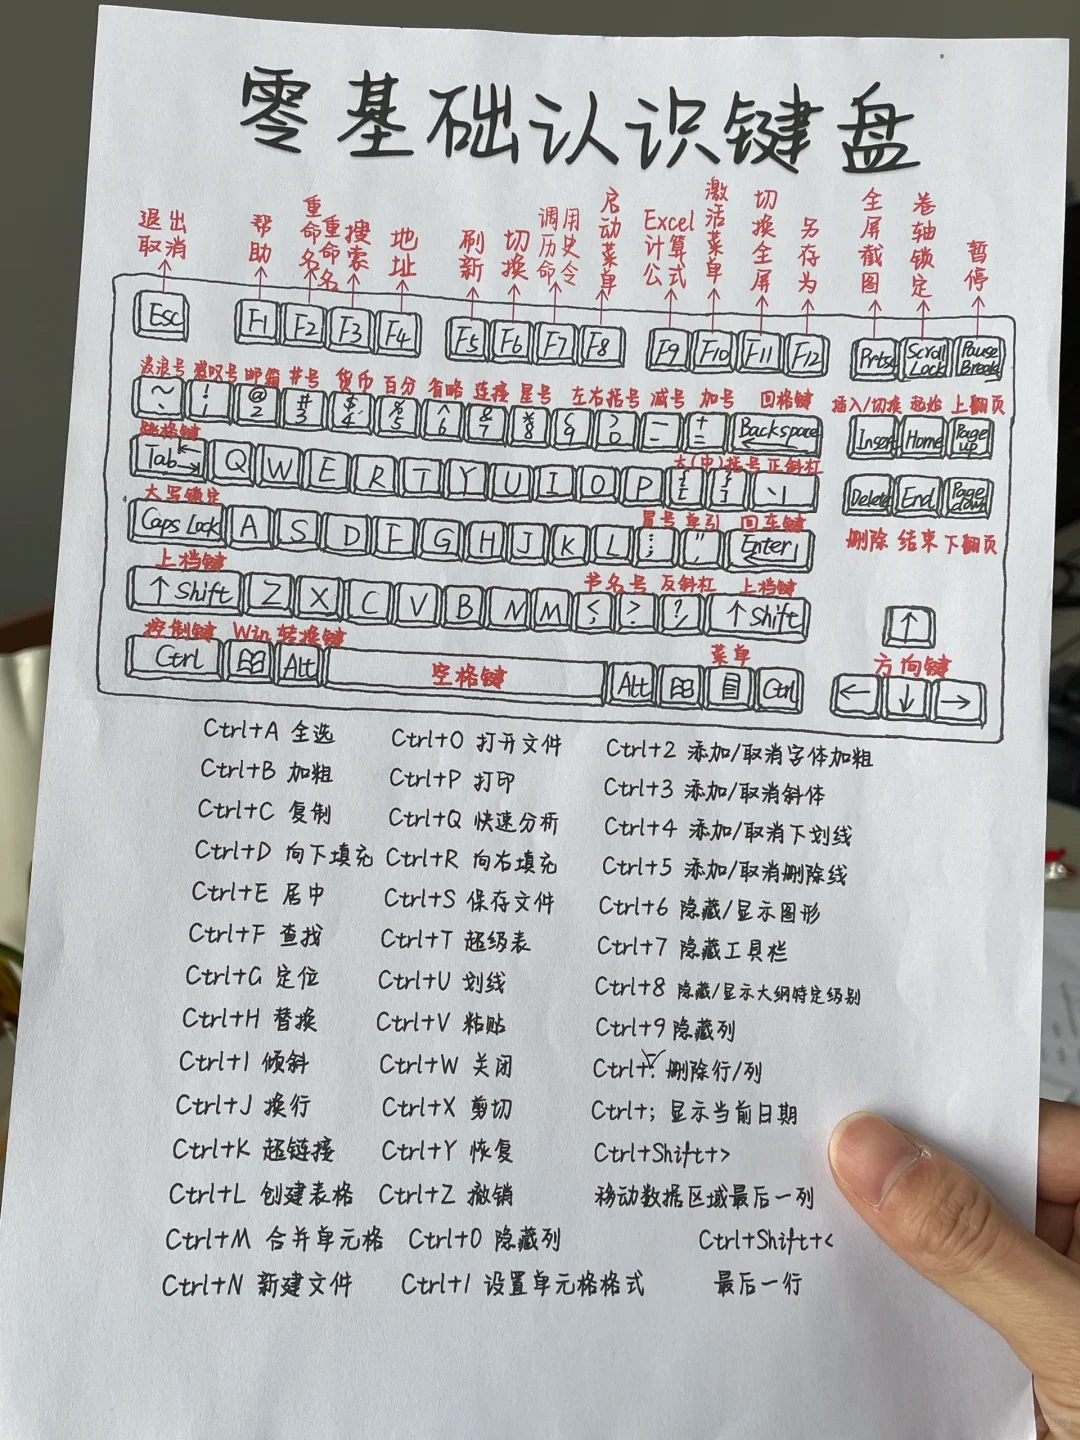 零基础认识键盘
退出 取消 帮助 重命名 重命名 搜索 地址 刷新 切换 调用历史命令 启动菜单 Excel计算公式 激活菜单 切换全屏 另存为 全屏截图 卷轴锁定 暂停
Esc F1 F2 F3 F4 F5 F6 F7 F8 F9 F10 F11 F12 Prtsc Scroll Lock Pause Break
波浪号 感叹号 邮箱 井号 货币 百分 省略 连接 星号 左右括号 减号 加号 回格键 插入/切换 起始 上翻页
~ ` ! 1 @ 2 # 3 $ 4 % 5 ^ 6 & 7 * 8 ( 9 ) 0 - - + = Backspace Insert Home Page up
跳格键 大(中)括号 正斜杠
Tab Q W E R T Y U I O P { [ } ] \ | Delete End Page down
大写锁定 冒号 单引 回车键 删除 结束 下翻页
Caps Lock A S D F G H J K L : ; " , Enter
上档键 书名号 反斜杠 上档键
↑ Shift Z X C V B N M < , > . ? / ↑ Shift ↑
控制键 Win 转换键 菜单 方向键
Ctrl Alt 空格键 Alt Ctrl ← ↓ →
Ctrl+A 全选 Ctrl+O 打开文件 Ctrl+2 添加/取消字体加粗
Ctrl+B 加粗 Ctrl+P 打印 Ctrl+3 添加/取消斜体
Ctrl+C 复制 Ctrl+Q 快速分析 Ctrl+4 添加/取消下划线
Ctrl+D 向下填充 Ctrl+R 向右填充 Ctrl+5 添加/取消删除线
Ctrl+E 居中 Ctrl+S 保存文件 Ctrl+6 隐藏/显示图形
Ctrl+F 查找 Ctrl+T 超级表 Ctrl+7 隐藏工具栏
Ctrl+G 定位 Ctrl+U 划线 Ctrl+8 隐藏/显示大纲特定级别
Ctrl+H 替换 Ctrl+V 粘贴 Ctrl+9 隐藏列
Ctrl+I 倾斜 Ctrl+W 关闭 Ctrl+ 删除行/列
Ctrl+J 换行 Ctrl+X 剪切 Ctrl+; 显示当前日期
Ctrl+K 超链接 Ctrl+Y 恢复 Ctrl+Shift+>
Ctrl+L 创建表格 Ctrl+Z 撤销 移动数据区域最后一列
Ctrl+M 合并单元格 Ctrl+0 隐藏列 Ctrl+Shift+<
Ctrl+N 新建文件 Ctrl+1 设置单元格格式 最后一行